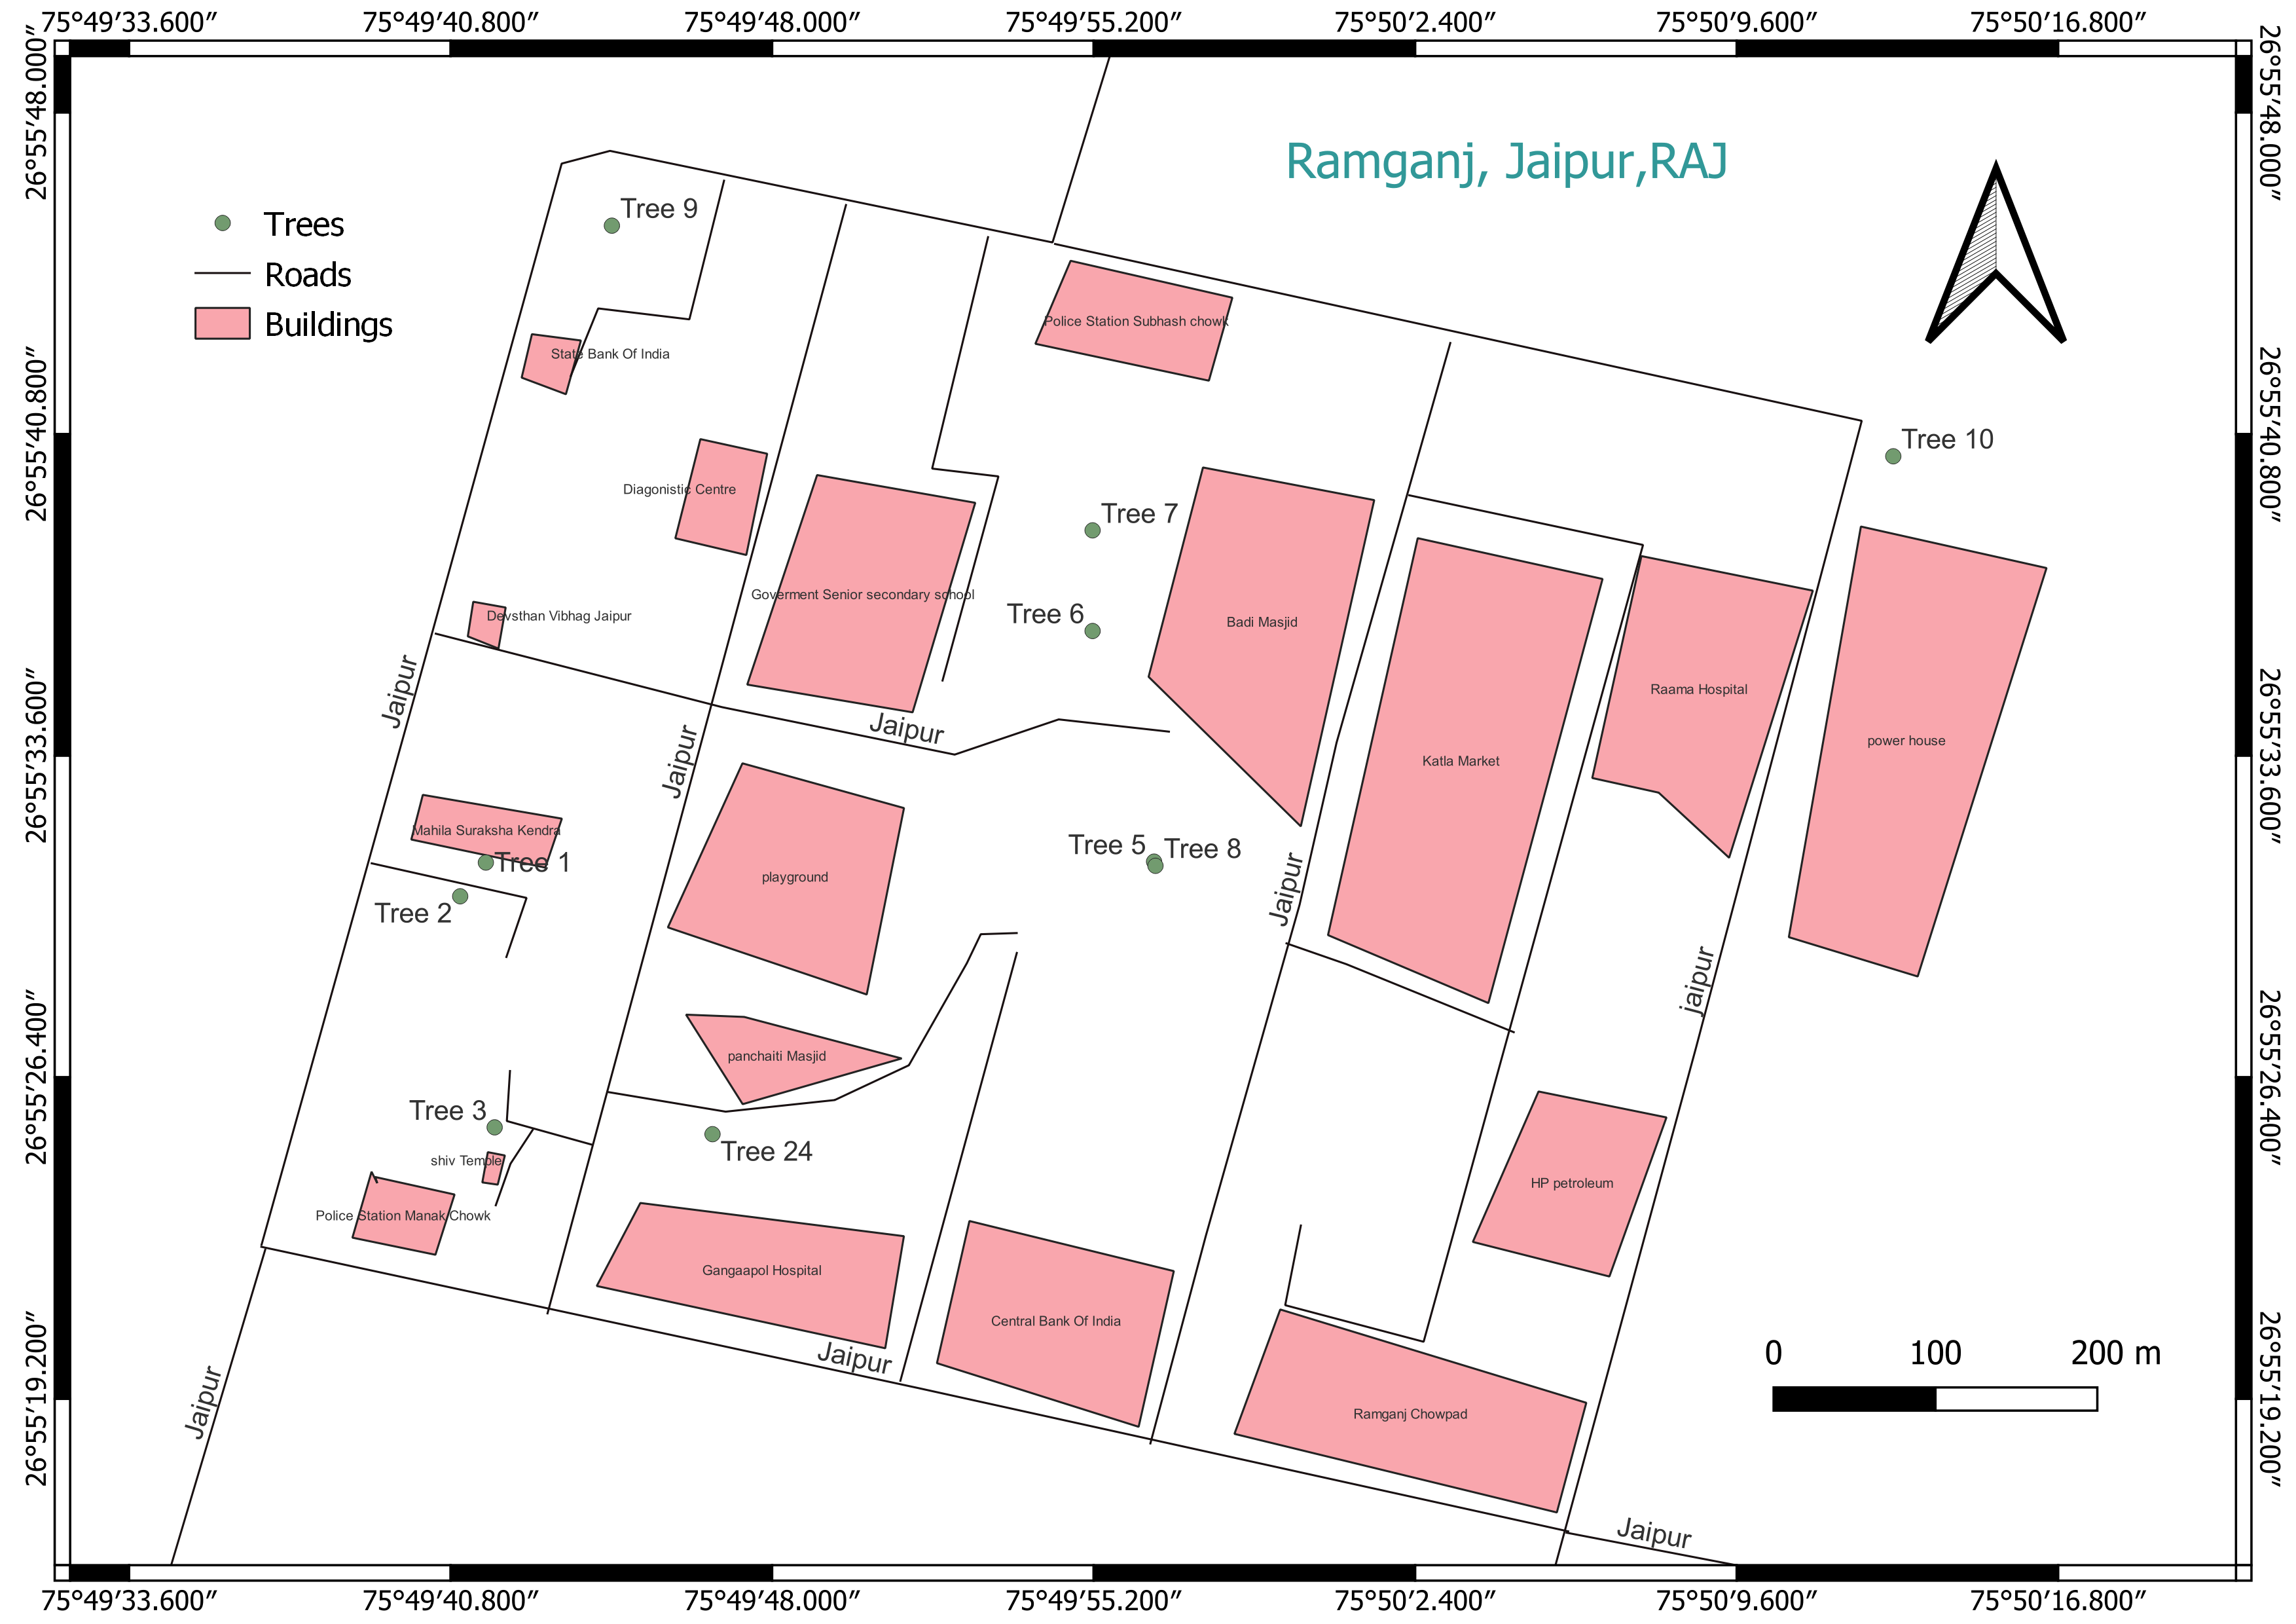 75°49′33.600″ 75°49′40.800″ 75°49′48.000″ 75°49′55.200″ 75°50′2.400″ 75°50′9.600″ 75°50′16.800″
26°55′48.000″
26°55′40.800″
26°55′33.600″
26°55′26.400″
26°55′19.200″
26°55′48.000″
26°55′40.800″
26°55′33.600″
26°55′26.400″
26°55′19.200″
Ramganj, Jaipur,RAJ
Trees
Roads
Buildings
Tree 9
Police Station Subhash chowk
State Bank Of India
Tree 10
Diagonistic Centre
Tree 7
Goverment Senior secondary school
Tree 6
Devsthan Vibhag Jaipur
Badi Masjid
Raama Hospital
Jaipur
Jaipur
power house
Jaipur
Katla Market
Mahila Suraksha Kendra
Tree 1
Tree 5
Tree 8
playground
Jaipur
Tree 2
jaipur
panchaiti Masjid
Tree 3
Tree 24
shiv Temple
HP petroleum
Police Station Manak Chowk
Gangaapol Hospital
Central Bank Of India
Jaipur
0 100 200 m
Jaipur
Ramganj Chowpad
Jaipur
75°49′33.600″ 75°49′40.800″ 75°49′48.000″ 75°49′55.200″ 75°50′2.400″ 75°50′9.600″ 75°50′16.800″